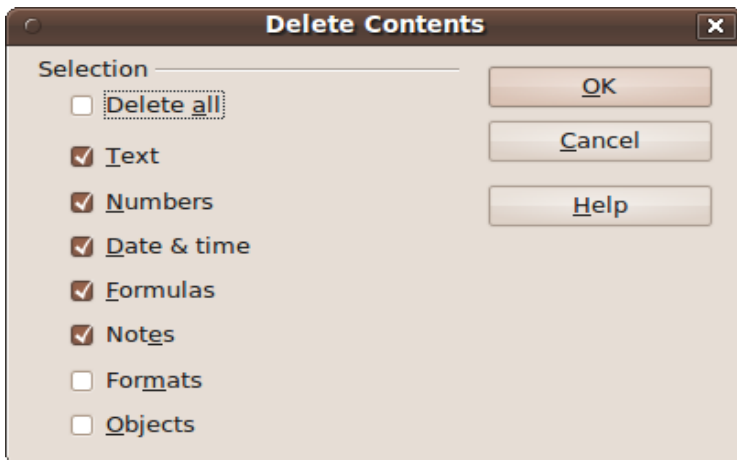 Delete Contents
Selection
Delete all
Text
Numbers
Date & time
Formulas
Notes
Formats
Objects
OK
Cancel
Help